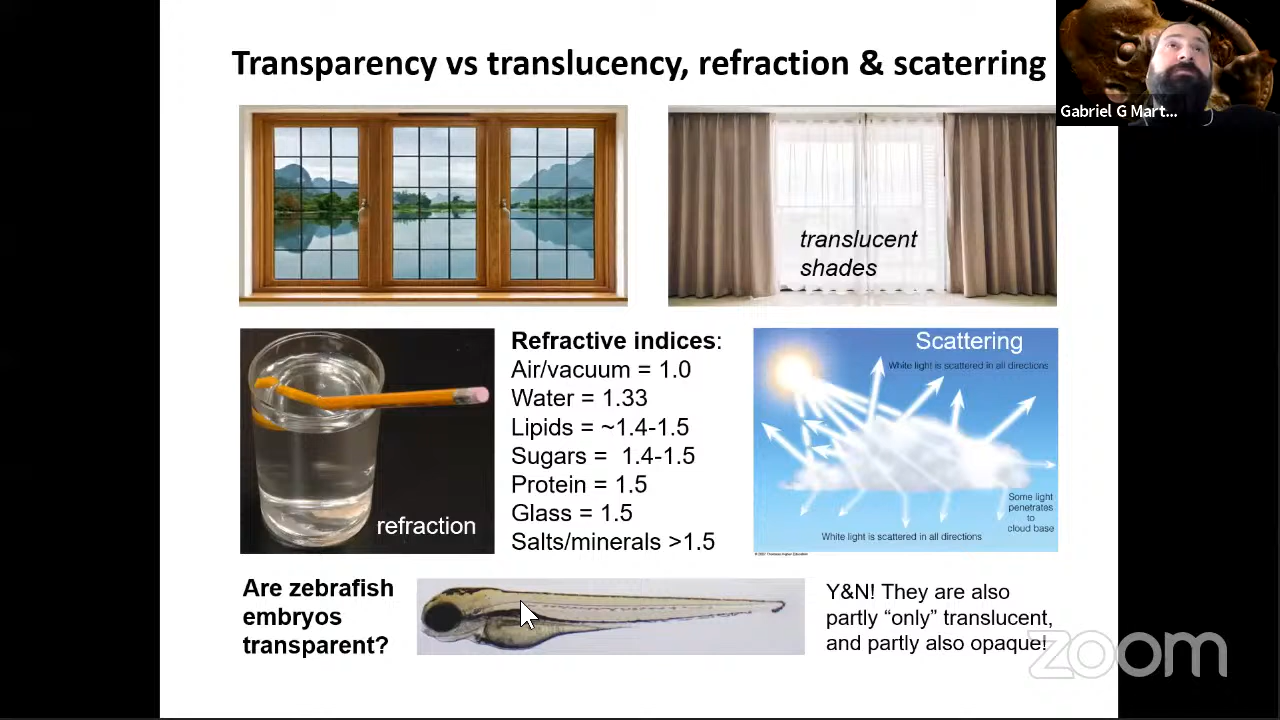 Transparency vs translucency, refraction & scaterring
Gabriel G Mart...
translucent
shades
refraction
Refractive indices:
Air/vacuum = 1.0
Water = 1.33
Lipids = ~1.4-1.5
Sugars = 1.4-1.5
Protein = 1.5
Glass = 1.5
Salts/minerals >1.5
Scattering
White light is scattered in all directions
Some light
penetrates
to
cloud base
White light is scattered in all directions
Are zebrafish
embryos
transparent?
Y&N! They are also
partly “only” translucent,
and partly also opaque!
zoom